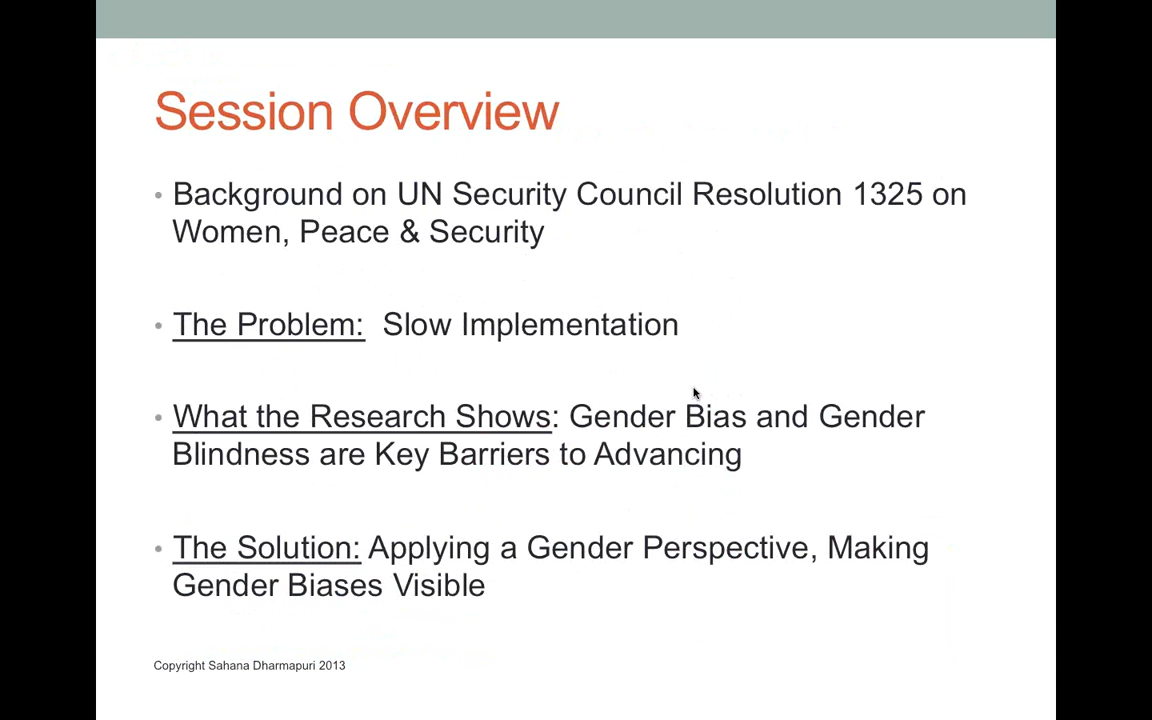 Session Overview
• Background on UN Security Council Resolution 1325 on
Women, Peace & Security
• The Problem:  Slow Implementation
• What the Research Shows: Gender Bias and Gender
Blindness are Key Barriers to Advancing
• The Solution: Applying a Gender Perspective, Making
Gender Biases Visible
Copyright Sahana Dharmapuri 2013